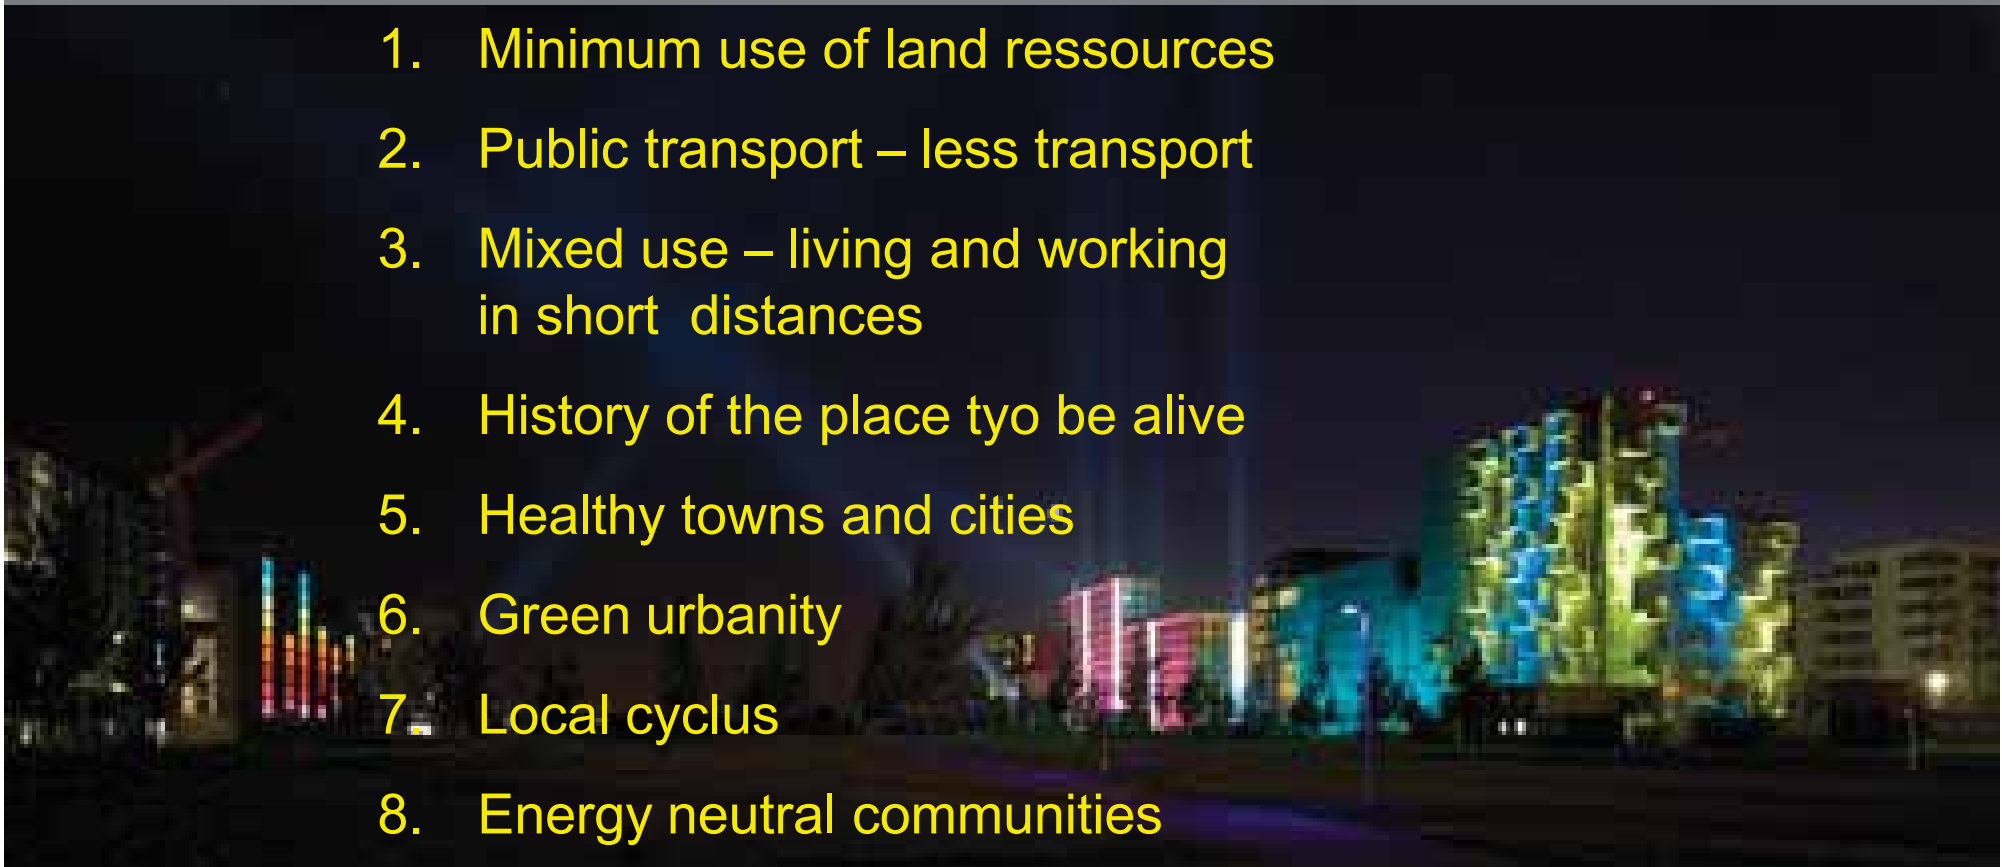 1. Minimum use of land ressources
2. Public transport – less transport
3. Mixed use – living and working
in short distances
4. History of the place tyo be alive
5. Healthy towns and cities
6. Green urbanity
7. Local cyclus
8. Energy neutral communities